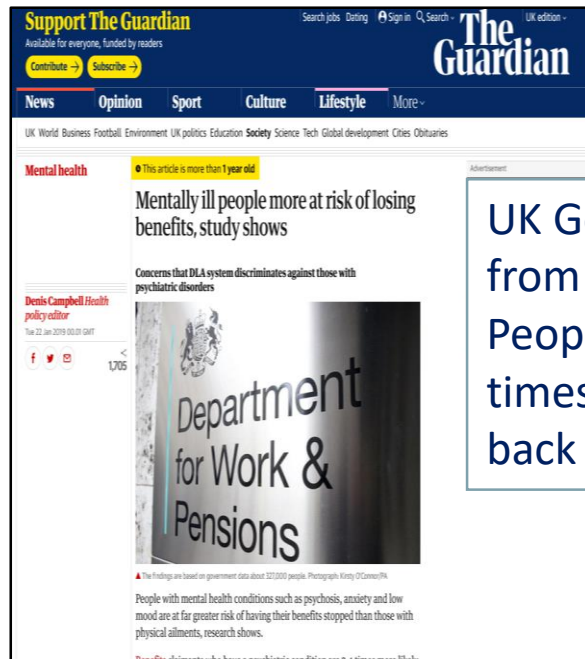 Support The Guardian
Available for everyone, funded by readers
Contribute →
Subscribe →
Search jobs
Dating
Sign in
Search
The
Guardian
UK edition
News
Opinion
Sport
Culture
Lifestyle
More
UK World Business Football Environment UK politics Education Society Science Tech Global development Cities Obituaries
Mental health
This article is more than 1 year old
Advertisement
Mentally ill people more at risk of losing
benefits, study shows
Concerns that DLA system discriminates against those with
psychiatric disorders
Denis Campbell Health
policy editor
Tue 22 Jan 2019 00.01 GMT
1,705
Department
for Work &
Pensions
The findings are based on government data about 327,000 people. Photograph: Kirsty O'Connor/PA
People with mental health conditions such as psychosis, anxiety and low
mood are at far greater risk of having their benefits stopped than those with
physical ailments, research shows.
UK G
from
Peop
times
back